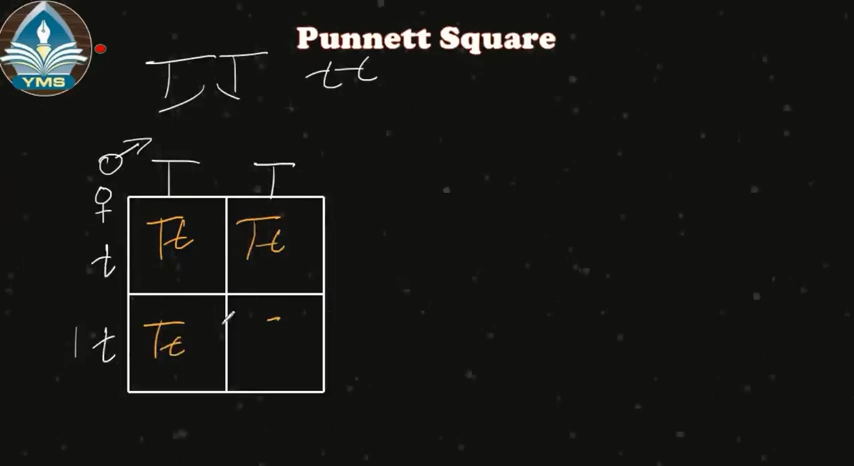 YMS
Punnett Square
TT tt
♂ T T
♀
t Tt Tt
t Tt